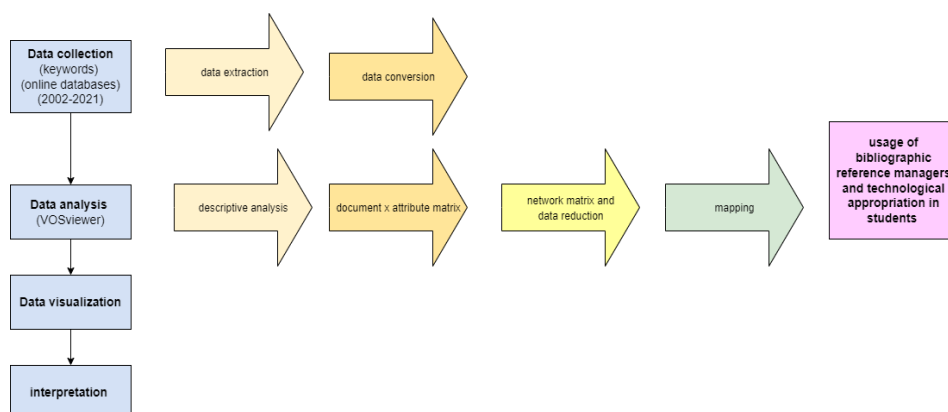 Data collection
(keywords)
(online databases)
(2002-2021)
data extraction
data conversion
Data analysis
(VOSviewer)
descriptive analysis
document x attribute matrix
network matrix and
data reduction
mapping
usage of
bibliographic
reference managers
and technological
appropriation in
students
Data visualization
interpretation